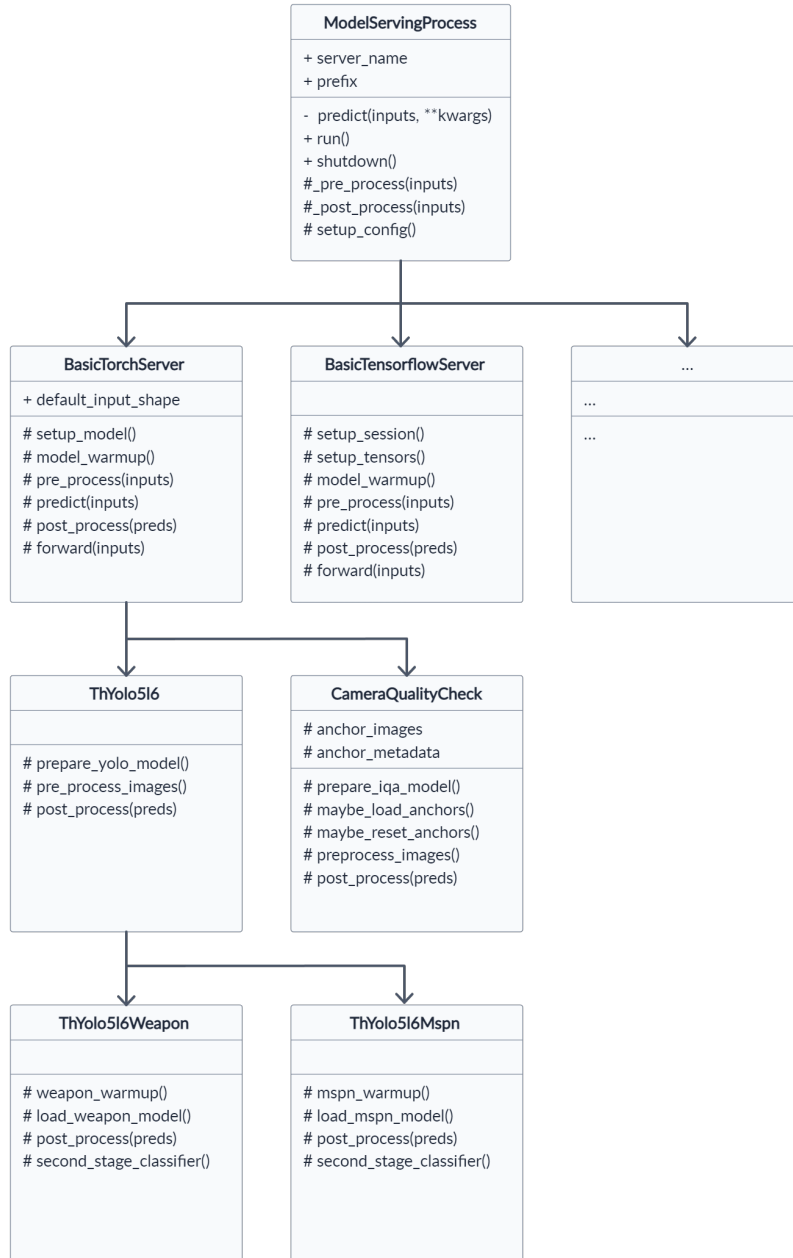 ModelServingProcess
+ server_name
+ prefix
- predict(inputs, **kwargs)
+ run()
+ shutdown()
#_pre_process(inputs)
#_post_process(inputs)
# setup_config()
BasicTorchServer
+ default_input_shape
# setup_model()
# model_warmup()
# pre_process(inputs)
# predict(inputs)
# post_process(preds)
# forward(inputs)
BasicTensorflowServer
# setup_session()
# setup_tensors()
# model_warmup()
# pre_process(inputs)
# predict(inputs)
# post_process(preds)
# forward(inputs)
...
...
...
ThYolo5l6
# prepare_yolo_model()
# pre_process_images()
# post_process(preds)
CameraQualityCheck
# anchor_images
# anchor_metadata
# prepare_iqa_model()
# maybe_load_anchors()
# maybe_reset_anchors()
# preprocess_images()
# post_process(preds)
ThYolo5l6Weapon
# weapon_warmup()
# load_weapon_model()
# post_process(preds)
# second_stage_classifier()
ThYolo5l6Mspn
# mspn_warmup()
# load_mspn_model()
# post_process(preds)
# second_stage_classifier()